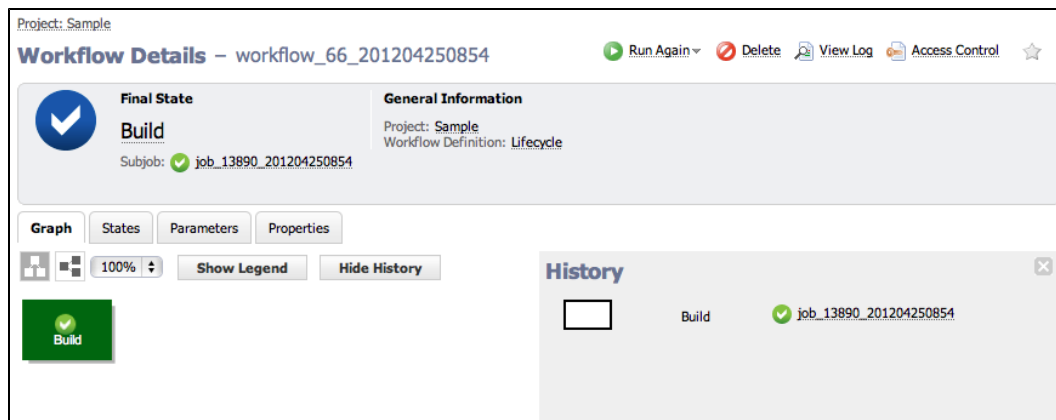 Project: Sample
Workflow Details – workflow_66_201204250854
Run Again Delete View Log Access Control
Final State
Build
Subjob: job_13890_201204250854
General Information
Project: Sample
Workflow Definition: Lifecycle
Graph States Parameters Properties
100% Show Legend Hide History
Build
History
Build job_13890_201204250854